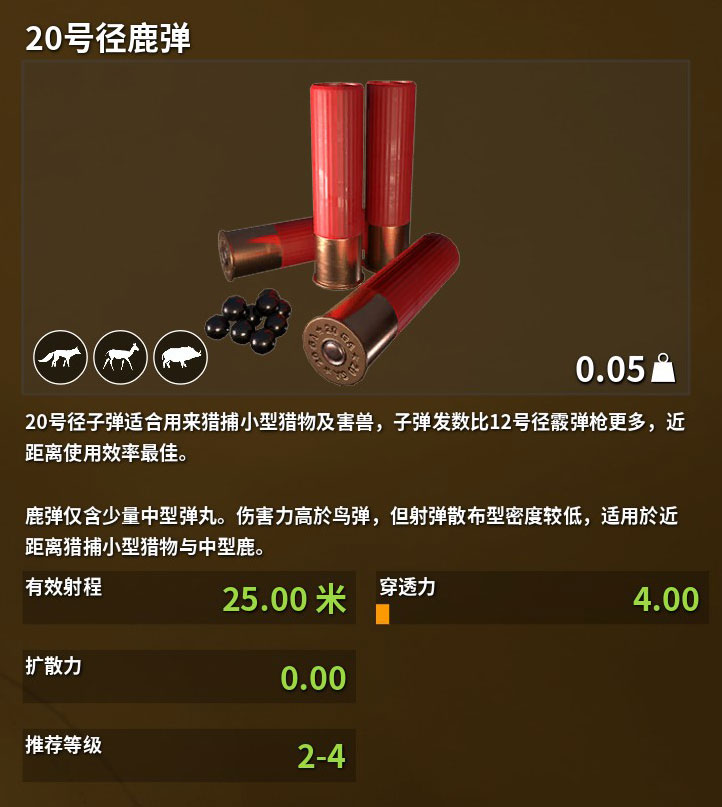 20号径鹿弹
0.05
20号径子弹适合用来猎捕小型猎物及害兽，子弹发数比12号径霰弹枪更多，近
距离使用效率最佳。
鹿弹仅含少量中型弹丸。伤害力高於鸟弹，但射弹散布型密度较低，适用於近
距离猎捕小型猎物与中型鹿。
有效射程
25.00 米
穿透力
4.00
扩散力
0.00
推荐等级
2-4